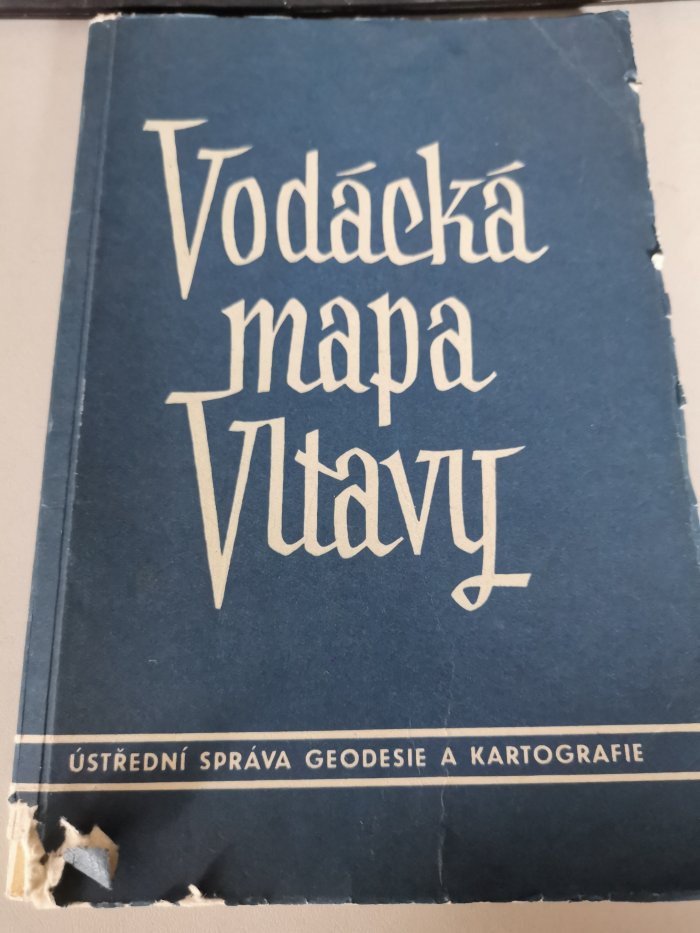 Vodácká
mapa
Vltavy
ÚSTŘEDNÍ SPRÁVA GEODESIE A KARTOGRAFIE